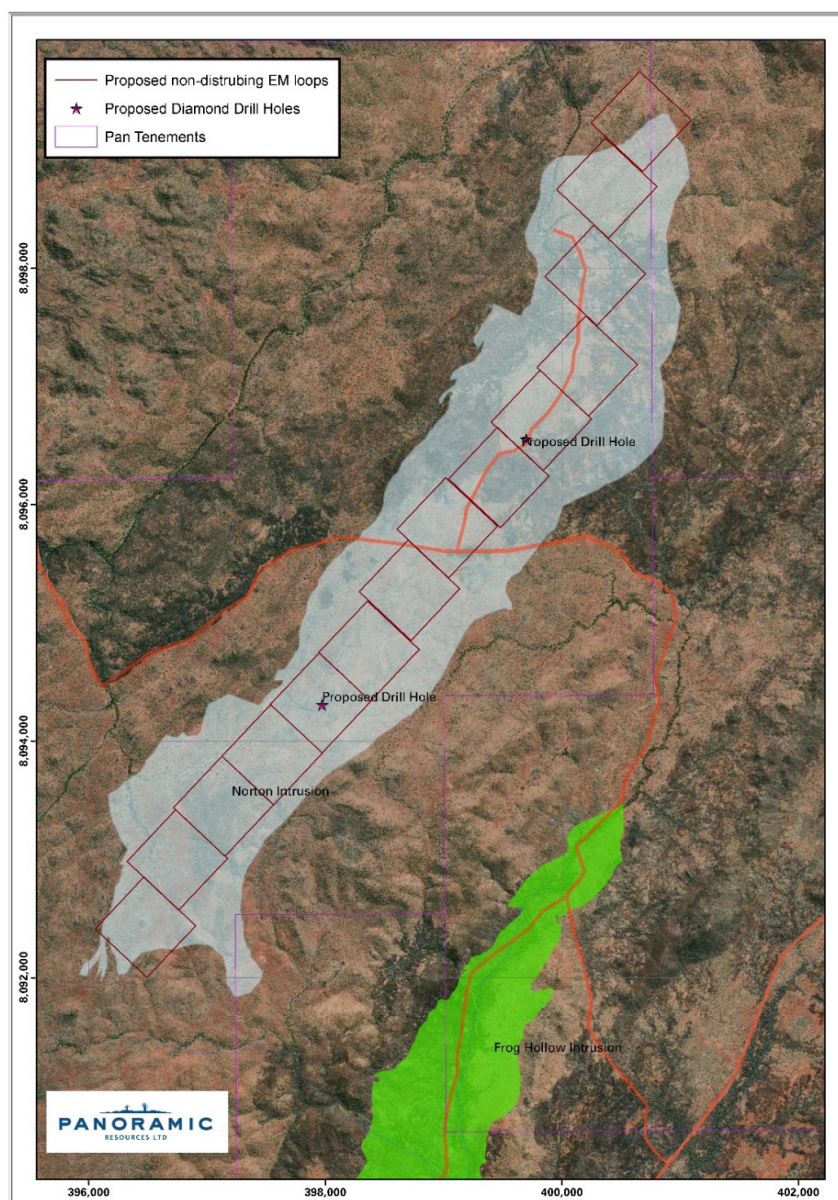 Proposed non-distrubing EM loops
Proposed Diamond Drill Holes
Pan Tenements
8,098,000
Proposed Drill Hole
8,096,000
Proposed Drill Hole
8,094,000
Norton Intrusion
8,092,000
Frog Hollow Intrusion
PANORAMIC
RESOURCES LTD
396,000
398,000
400,000
402,000